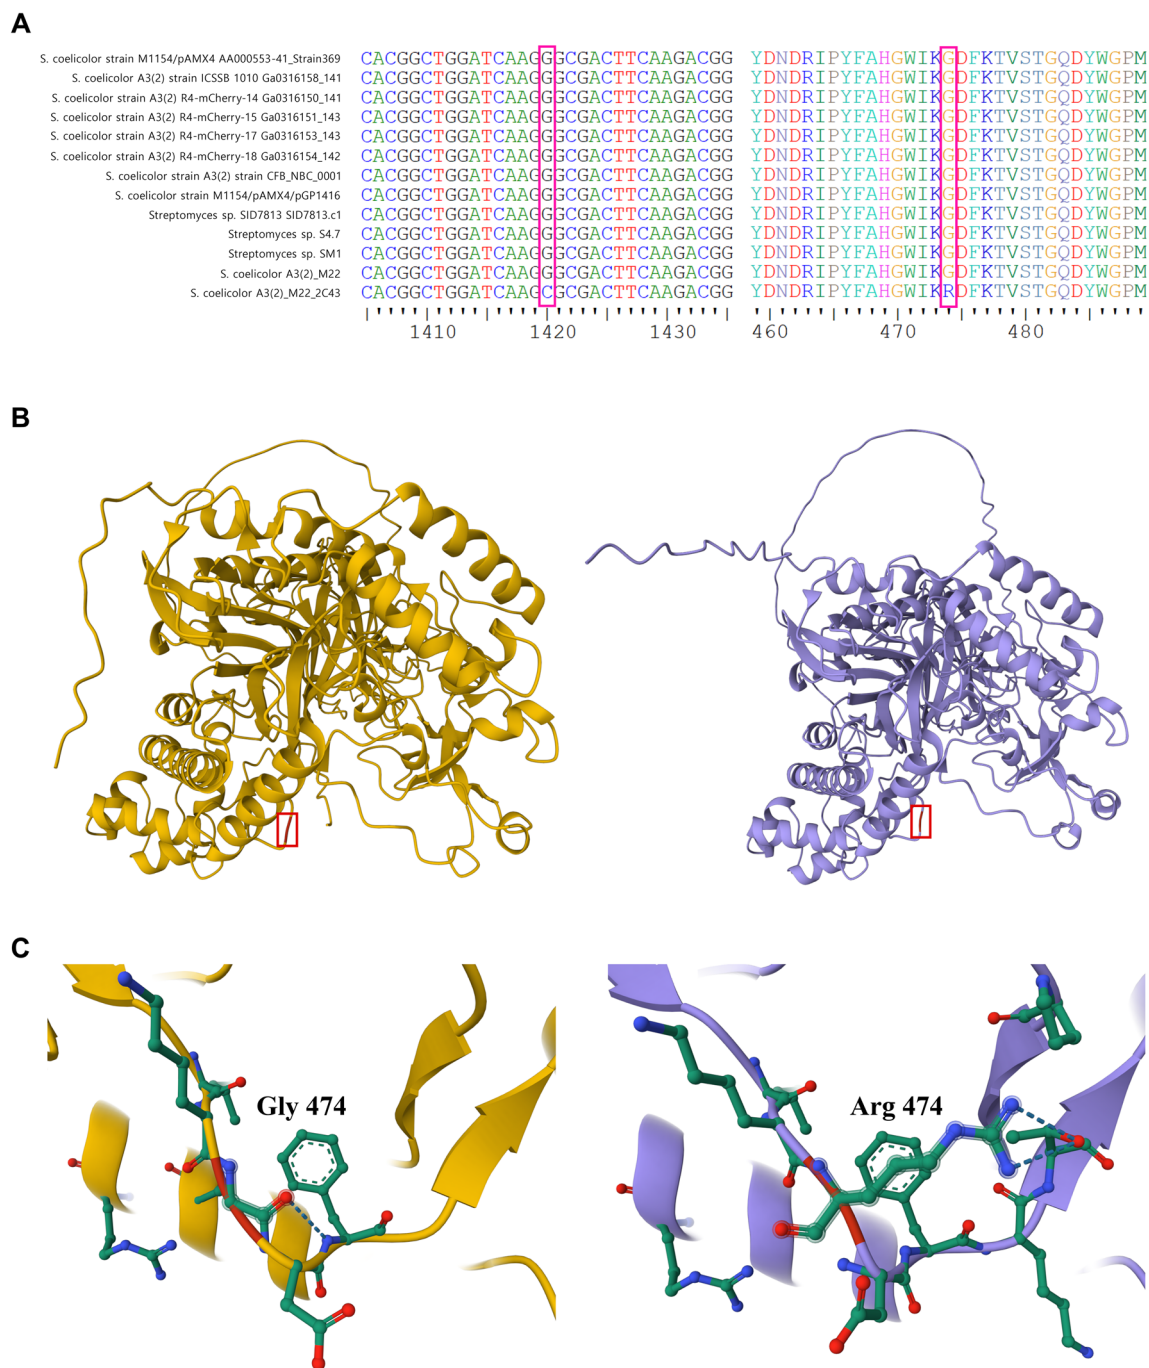 A
S. coelicolor strain M1154/pAMX4 AA000553-41_Strain369 CACGGCTGGATCAAGGGCGACTTCAAGACGG YDNDRIPYFAHGWIKGDFKTVSTGQDYWGPM
S. coelicolor A3(2) strain ICSSB 1010 Ga0316158_141 CACGGCTGGATCAAGGGCGACTTCAAGACGG YDNDRIPYFAHGWIKGDFKTVSTGQDYWGPM
S. coelicolor strain A3(2) R4-mCherry-14 Ga0316150_141 CACGGCTGGATCAAGGGCGACTTCAAGACGG YDNDRIPYFAHGWIKGDFKTVSTGQDYWGPM
S. coelicolor strain A3(2) R4-mCherry-15 Ga0316151_143 CACGGCTGGATCAAGGGCGACTTCAAGACGG YDNDRIPYFAHGWIKGDFKTVSTGQDYWGPM
S. coelicolor strain A3(2) R4-mCherry-17 Ga0316153_143 CACGGCTGGATCAAGGGCGACTTCAAGACGG YDNDRIPYFAHGWIKGDFKTVSTGQDYWGPM
S. coelicolor strain A3(2) R4-mCherry-18 Ga0316154_142 CACGGCTGGATCAAGGGCGACTTCAAGACGG YDNDRIPYFAHGWIKGDFKTVSTGQDYWGPM
S. coelicolor strain A3(2) strain CFB_NBC_0001 CACGGCTGGATCAAGGGCGACTTCAAGACGG YDNDRIPYFAHGWIKGDFKTVSTGQDYWGPM
S. coelicolor strain M1154/pAMX4/pGP1416 CACGGCTGGATCAAGGGCGACTTCAAGACGG YDNDRIPYFAHGWIKGDFKTVSTGQDYWGPM
Streptomyces sp. SID7813 SID7813.c1 CACGGCTGGATCAAGGGCGACTTCAAGACGG YDNDRIPYFAHGWIKGDFKTVSTGQDYWGPM
Streptomyces sp. S4.7 CACGGCTGGATCAAGGGCGACTTCAAGACGG YDNDRIPYFAHGWIKGDFKTVSTGQDYWGPM
Streptomyces sp. SM1 CACGGCTGGATCAAGGGCGACTTCAAGACGG YDNDRIPYFAHGWIKGDFKTVSTGQDYWGPM
S. coelicolor A3(2)_M22 CACGGCTGGATCAAGGGCGACTTCAAGACGG YDNDRIPYFAHGWIKGDFKTVSTGQDYWGPM
S. coelicolor A3(2)_M22_2C43 CACGGCTGGATCAAGGGCGACTTCAAGACGG YDNDRIPYFAHGWIKRDFKTVSTGQDYWGPM
1410 1420 1430 460 470 480
B
C
Gly 474 Arg 474